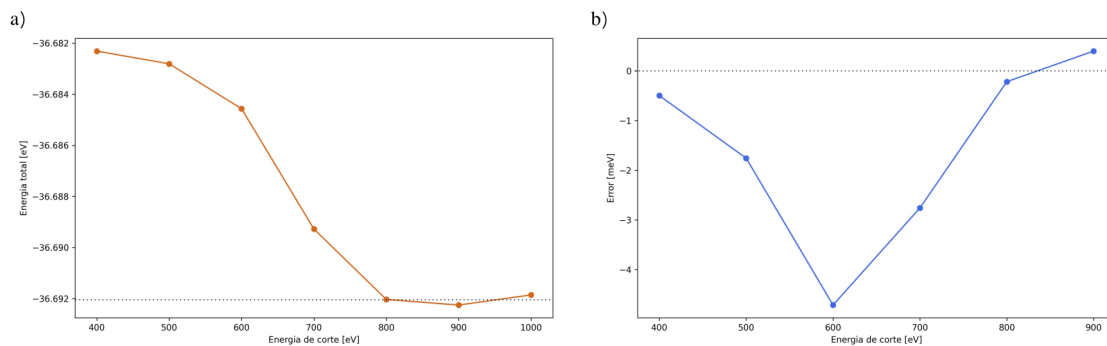 a)
−36.682
−36.684
−36.686
−36.688
−36.690
−36.692
Energia total [eV]
400 500 600 700 800 900 1000
Energia de corte [eV]
b)
0
−1
−2
−3
−4
Error [meV]
400 500 600 700 800 900
Energia de corte [eV]